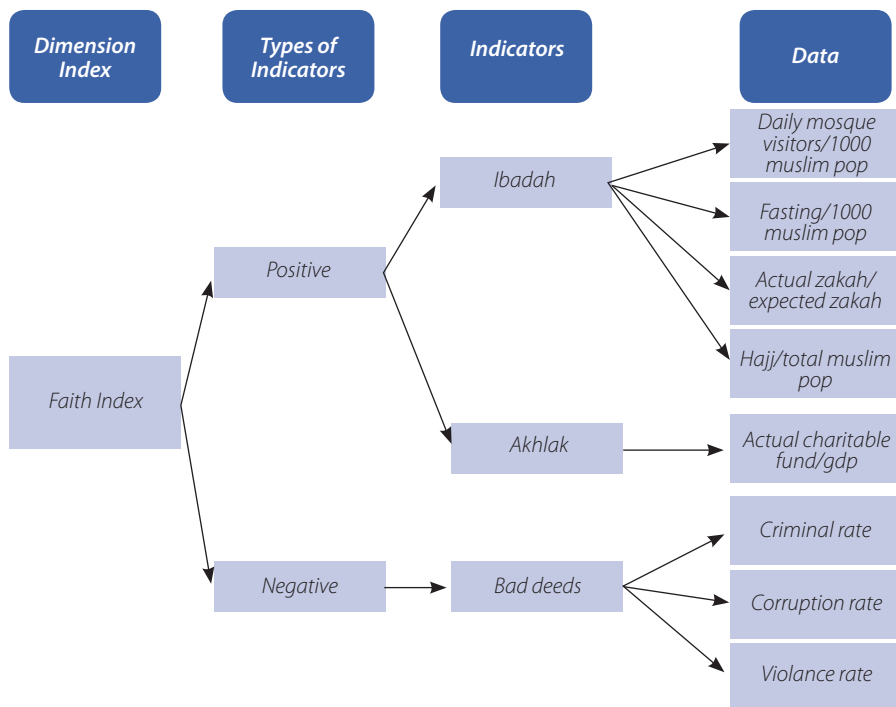 Dimension
Index
Types of
Indicators
Indicators
Data
Daily mosque
visitors/1000
muslim pop
Ibadah
Fasting/1000
muslim pop
Positive
Actual zakah/
expected zakah
Hajj/total muslim
pop
Faith Index
Akhlak
Actual charitable
fund/gdp
Criminal rate
Negative
Bad deeds
Corruption rate
Violance rate